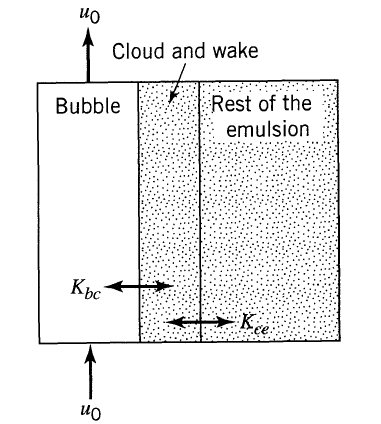 u0
Cloud and wake
Bubble
Rest of the
emulsion
Kbc
Kce
u0